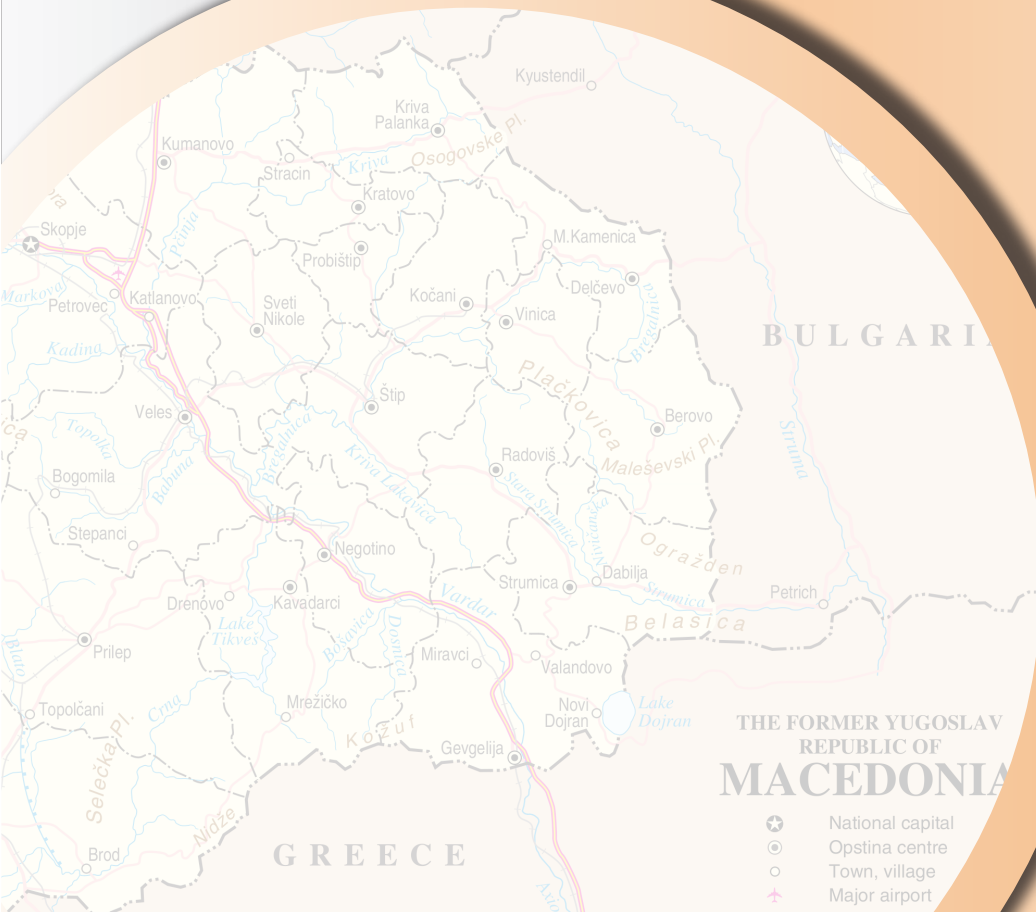 Kyustendil
Kriva
Palanka
Osogovske Pl.
Kumanovo
Stracin
Kriva
Kratovo
Skopje
Pčinja
M.Kamenica
Probištip
Delčevo
Markova
Petrovec
Katlanovo
Kočani
Sveti
Nikole
Vinica
Bregalnica
BULGARI
Kadina
Plačkovica
Štip
Veles
Berovo
Topolka
Bregalnica
Struma
Radoviš
Maleševski Pl.
Kriva Lakavica
Babuna
Bogomila
Stara Strumica
Stepanci
Negotino
Ogražden
Dabilja
Strumica
Strumica
Petrich
Drenovo
Kavadarci
Vardar
Belasica
Lake
Tikveš
Bošavica
Prilep
Blato
Miravci
Valandovo
Topolčani
Crna
Mrežičko
Novi
Dojran
Lake
Dojran
Kožuf
Gevgelija
THE FORMER YUGOSLAV
REPUBLIC OF
MACEDONIA
Selečka Pl.
Nidže
Brod
GREECE
National capital
Opstina centre
Town, village
Major airport